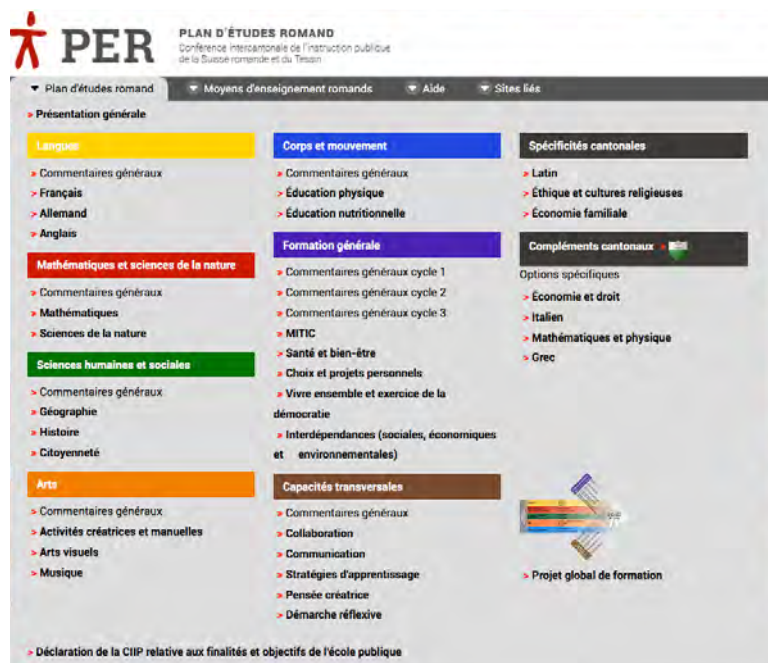 PER
PLAN D'ÉTUDES ROMAND
Conférence intercantonale de l'instruction publique
de la Suisse romande et du Tessin
Plan d'études romand
Moyens d'enseignement romands
Aide
Sites liés
» Présentation générale
Langues
» Commentaires généraux
» Français
» Allemand
» Anglais
Mathématiques et sciences de la nature
» Commentaires généraux
» Mathématiques
» Sciences de la nature
Sciences humaines et sociales
» Commentaires généraux
» Géographie
» Histoire
» Citoyenneté
Arts
» Commentaires généraux
» Activités créatrices et manuelles
» Arts visuels
» Musique
Corps et mouvement
» Commentaires généraux
» Éducation physique
» Éducation nutritionnelle
Formation générale
» Commentaires généraux cycle 1
» Commentaires généraux cycle 2
» Commentaires généraux cycle 3
» MITIC
» Santé et bien-être
» Choix et projets personnels
» Vivre ensemble et exercice de la
démocratie
» Interdépendances (sociales, économiques
et environnementales)
Capacités transversales
» Commentaires généraux
» Collaboration
» Communication
» Stratégies d'apprentissage
» Pensée créatrice
» Démarche réflexive
Spécificités cantonales
» Latin
» Éthique et cultures religieuses
» Économie familiale
Compléments cantonaux »
Options spécifiques
» Economie et droit
» Italien
» Mathématiques et physique
» Grec
» Projet global de formation
» Déclaration de la CIIP relative aux finalités et objectifs de l'école publique